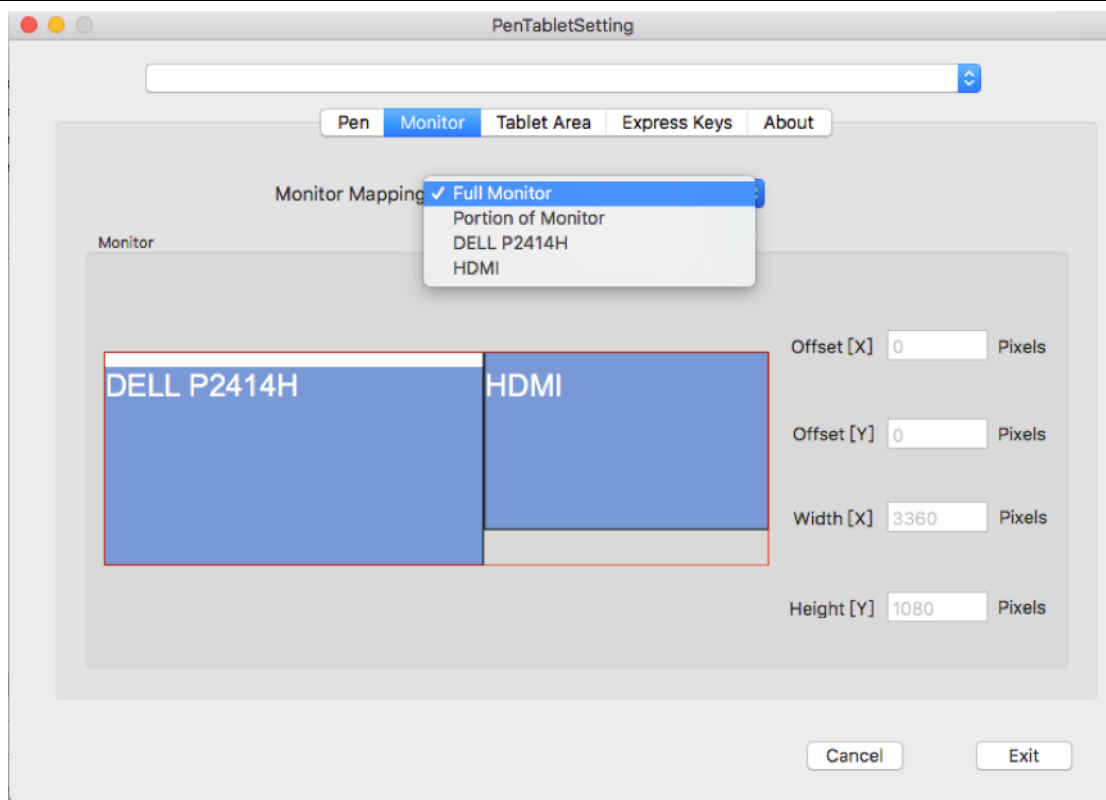 PenTabletSetting
Pen Monitor Tablet Area Express Keys About
Monitor Mapping ✓ Full Monitor
Portion of Monitor
DELL P2414H
HDMI
Monitor
DELL P2414H HDMI
Offset [X] 0 Pixels
Offset [Y] 0 Pixels
Width [X] 3360 Pixels
Height [Y] 1080 Pixels
Cancel Exit